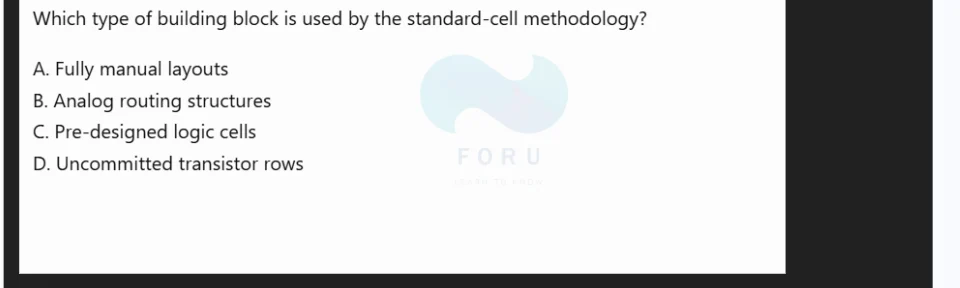 Which type of building block is used by the standard-cell methodology?
A. Fully manual layouts
B. Analog routing structures
C. Pre-designed logic cells
D. Uncommitted transistor rows
FORU